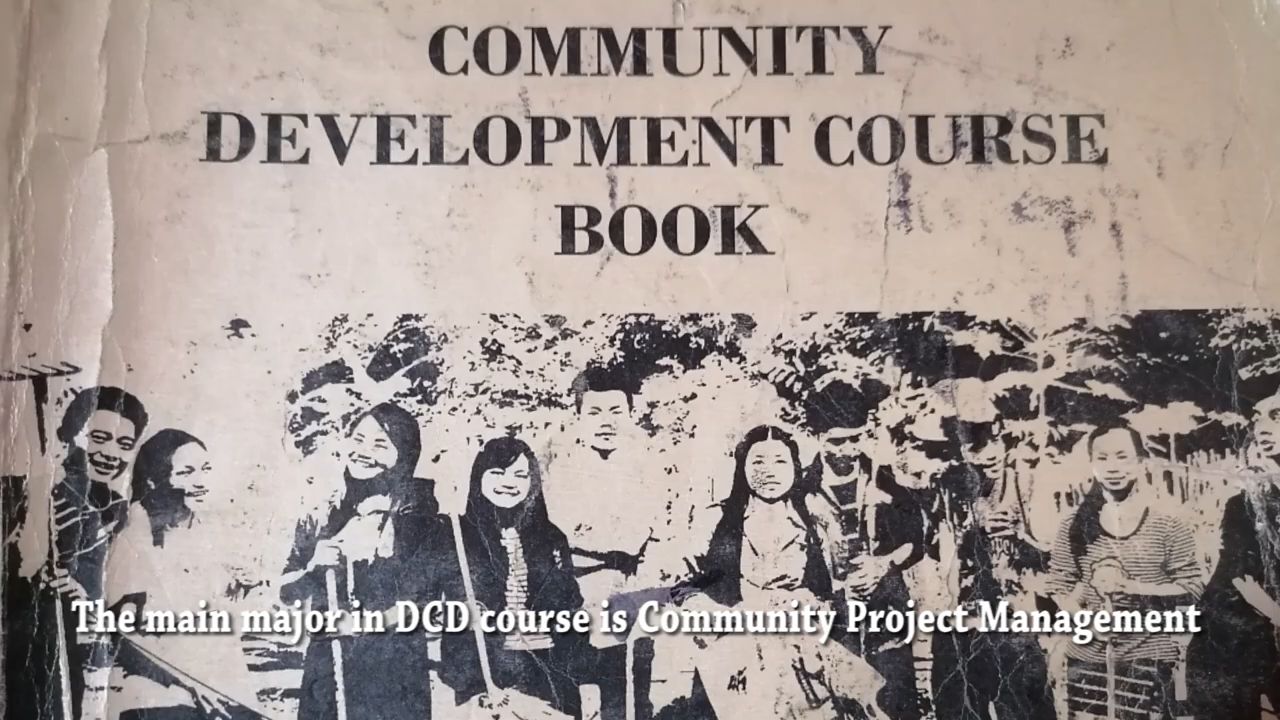 COMMUNITY
DEVELOPMENT COURSE
BOOK
The main major in DCD course is Community Project Management